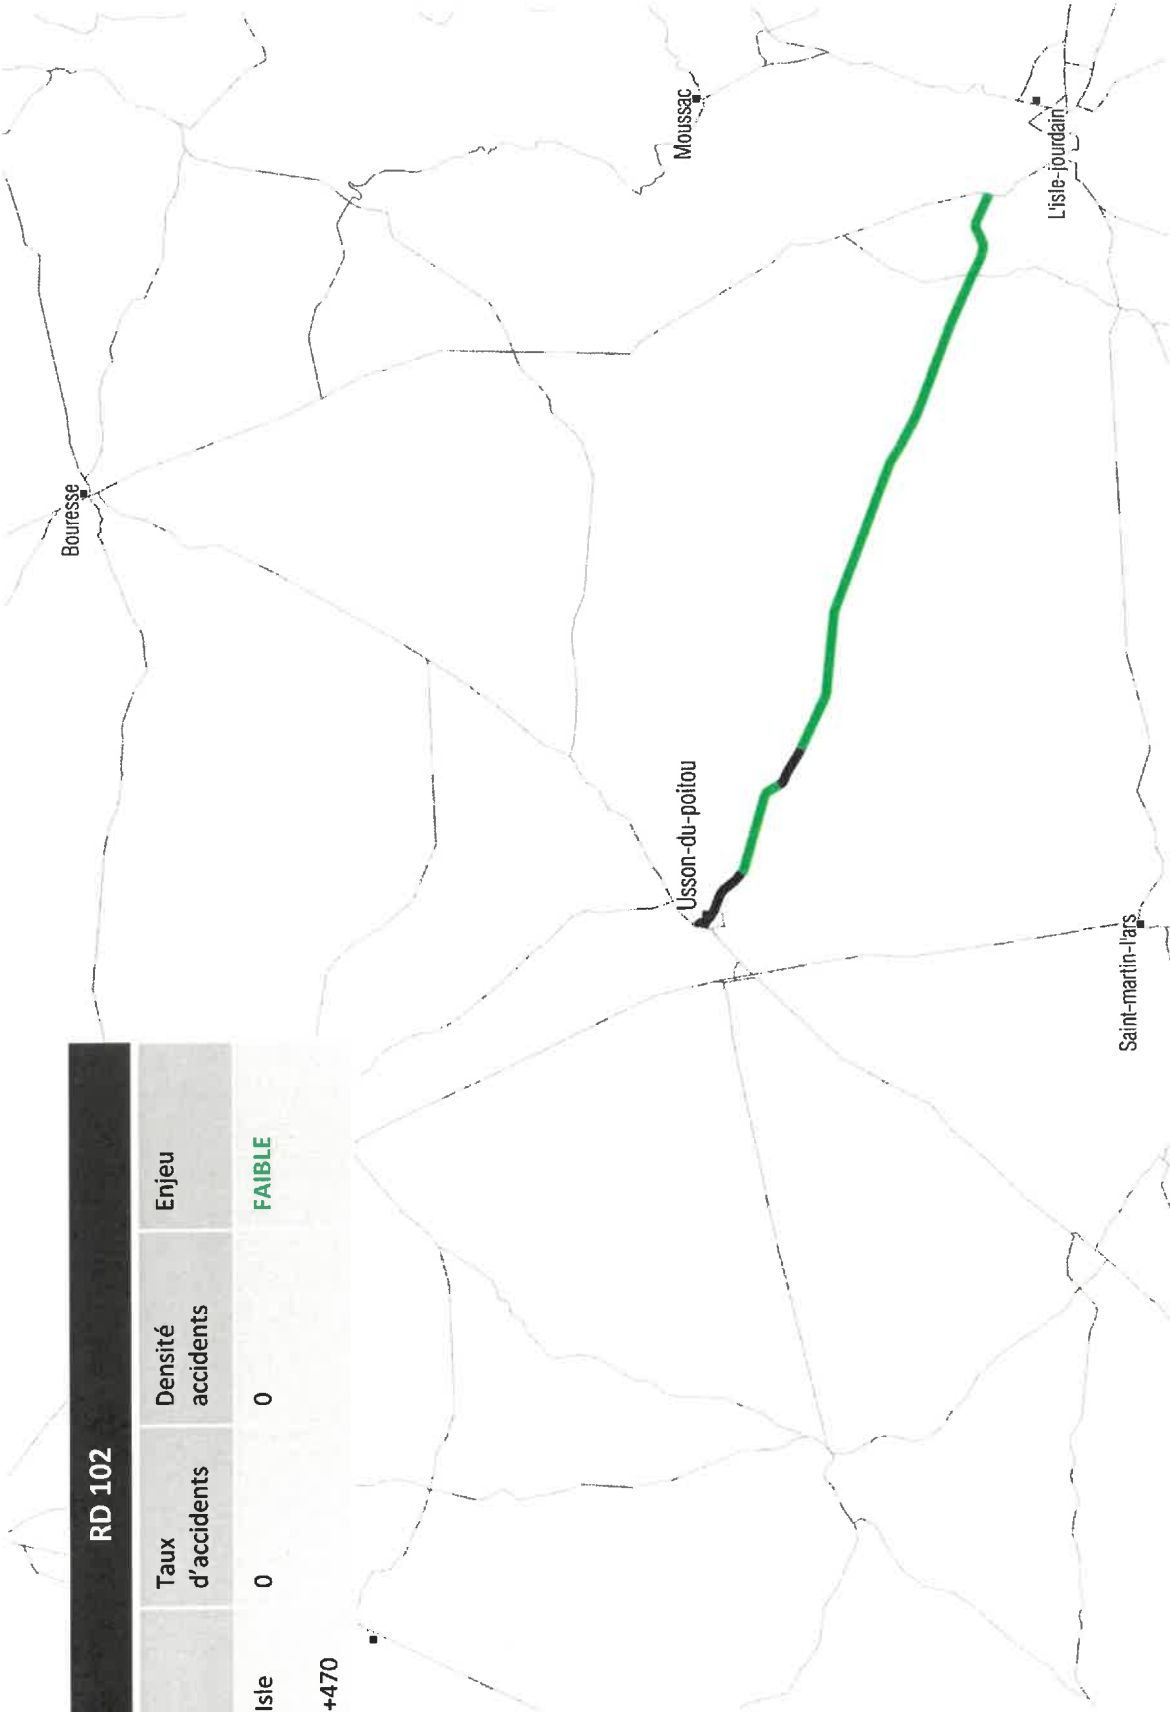 RD 102
Taux
d'accidents
Densité
accidents
Enjeu
Isle
0
0
FAIBLE
+470
Bouresse
Moussac
Usson-du-poitou
L'isle-jourdain
Saint-martin-l'ars